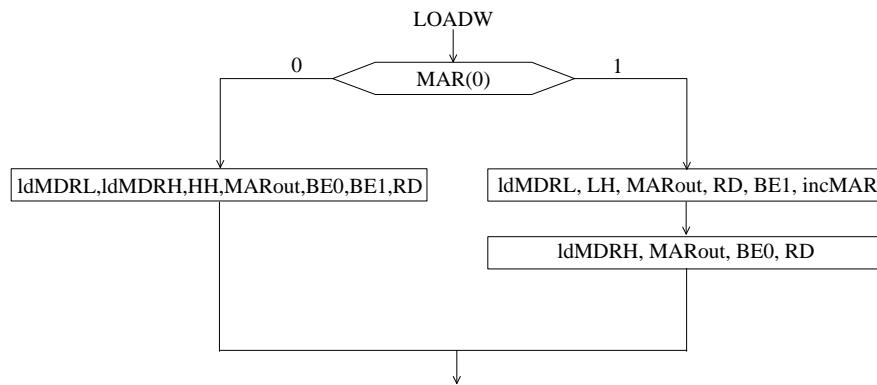 LOADW
0
MAR(0)
1
ldMDRL,ldMDRH,HH,MARout,BE0,BE1,RD
ldMDRL, LH, MARout, RD, BE1, incMAR
ldMDRH, MARout, BE0, RD